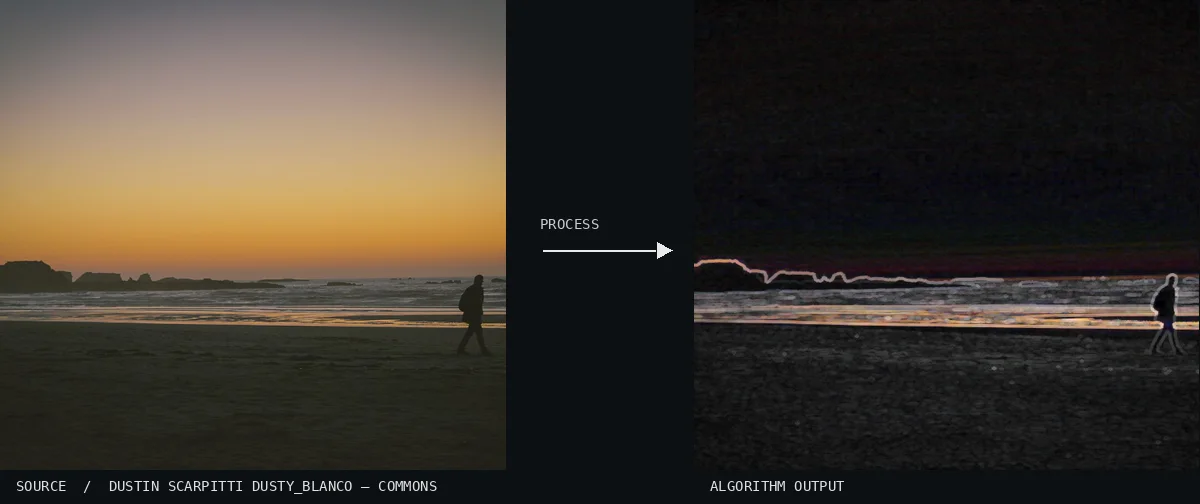 PROCESS
SOURCE / DUSTIN SCARPITTI DUSTY_BLANCO — COMMONS
ALGORITHM OUTPUT